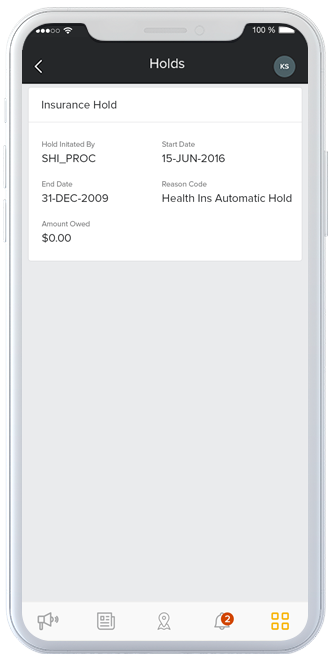 100 %
Holds
KS
Insurance Hold
Hold Initated By Start Date
SHI_PROC 15-JUN-2016
End Date Reason Code
31-DEC-2009 Health Ins Automatic Hold
Amount Owed
$0.00
2